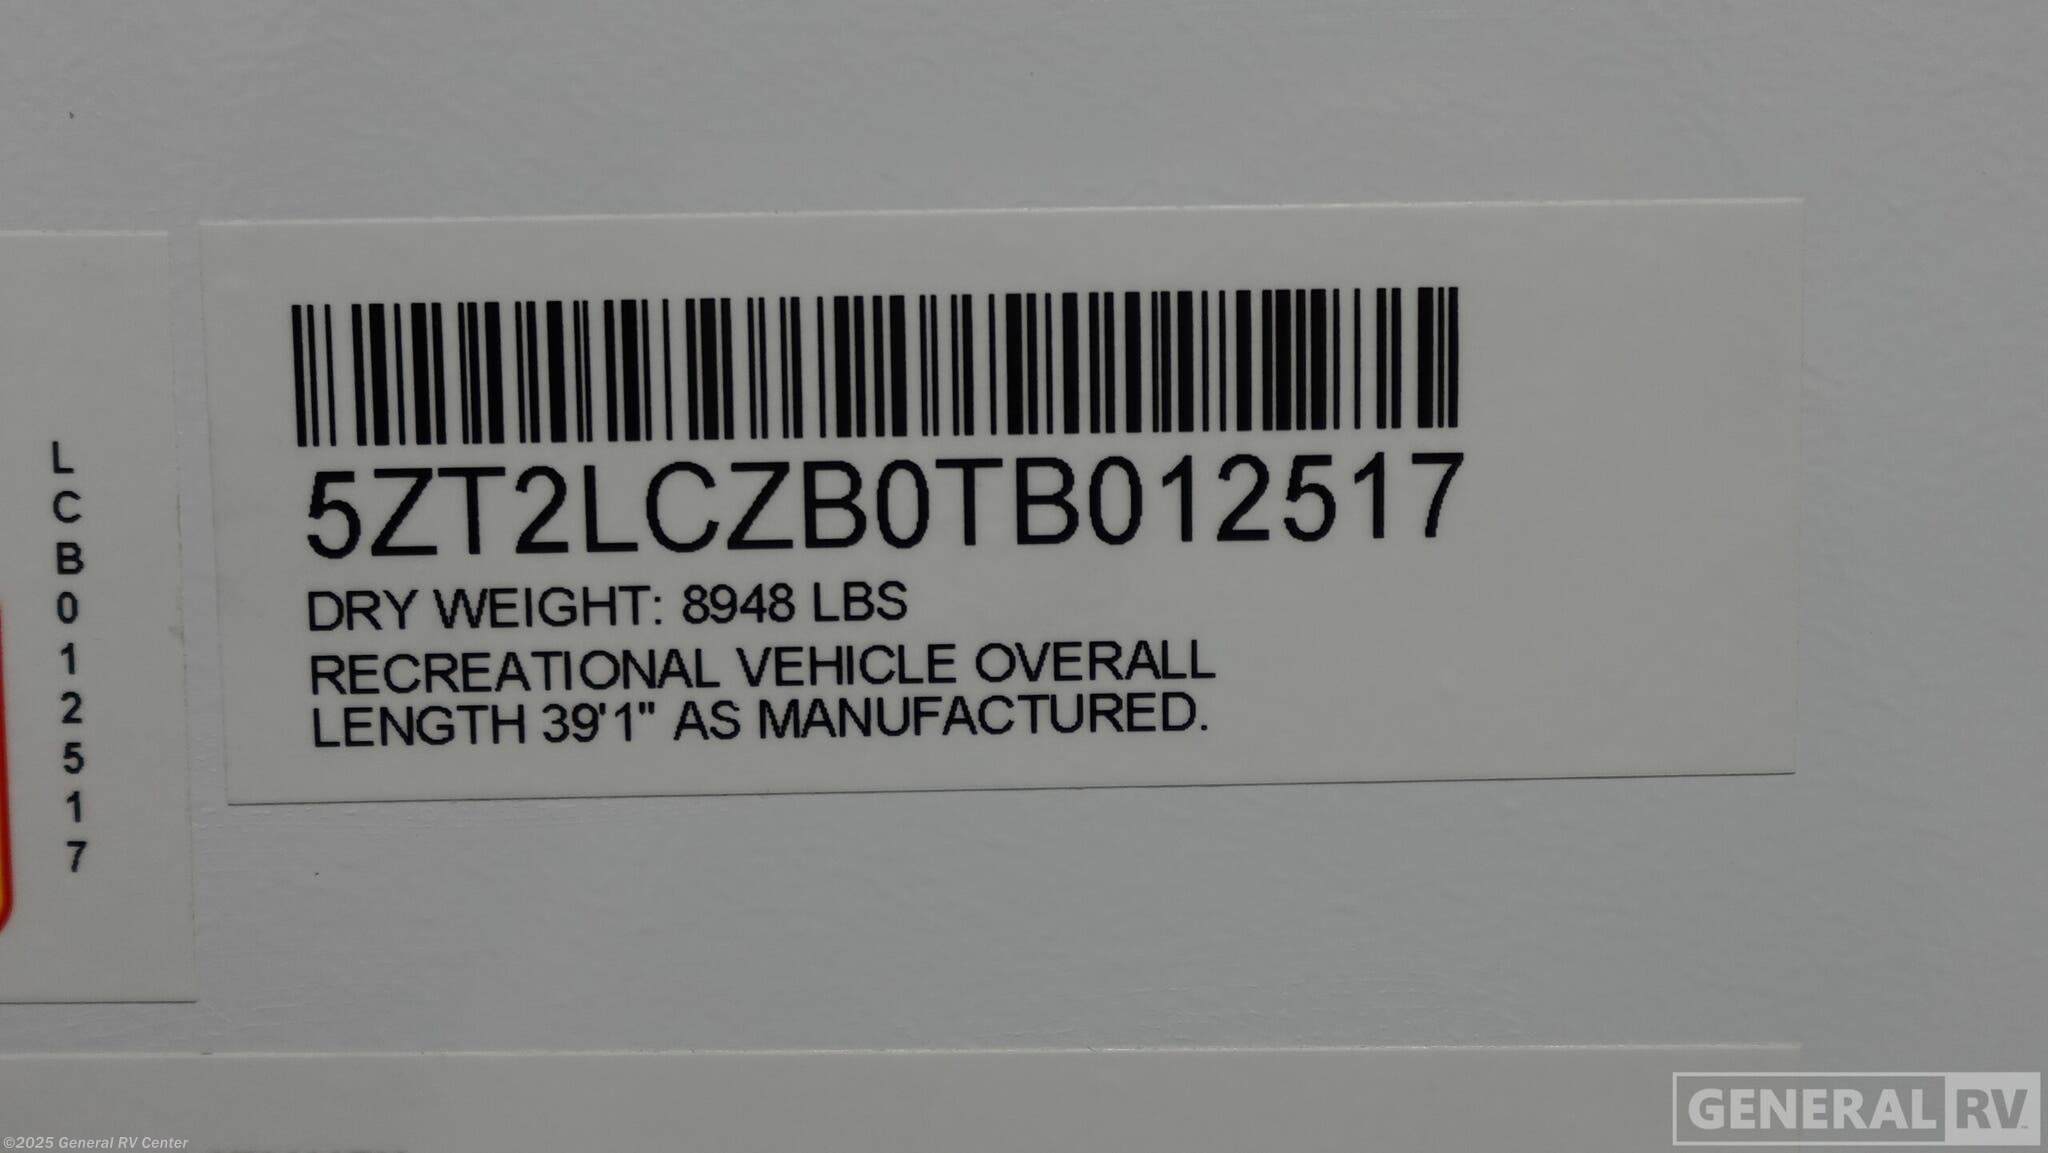 L
C
B
0
1
2
5
1
7
5ZT2LCZB0TB012517
DRY WEIGHT: 8948 LBS
RECREATIONAL VEHICLE OVERALL
LENGTH 39'1" AS MANUFACTURED.
GENERAL RV
©2025 General RV Center